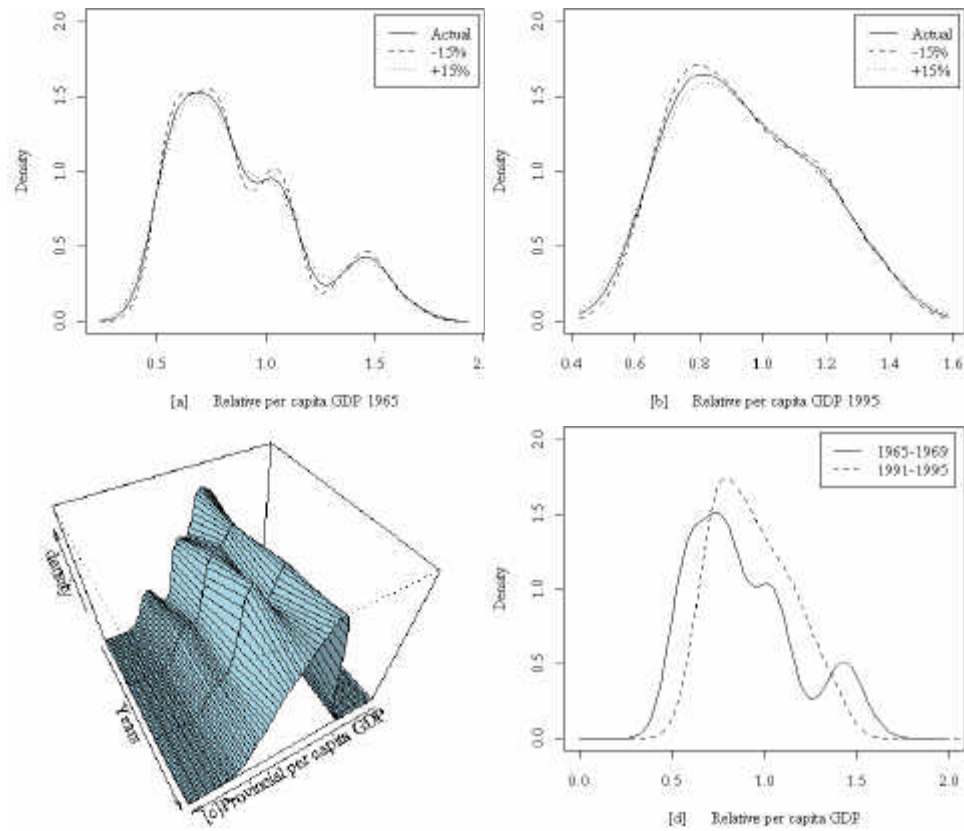 2.0
1.5
1.0
0.5
0.0
Density
Actual
-15%
+15%
0.5 1.0 1.5 2.
[a] Relative per capita GDP 1965
2.0
1.5
1.0
0.5
0.0
Density
Actual
-15%
+15%
0.4 0.6 0.8 1.0 1.2 1.4 1.6
[b] Relative per capita GDP 1995
density
Years
[c]Provincial per capita GDP
2.0
1.5
1.0
0.5
0.0
Density
1965-1969
1991-1995
0.0 0.5 1.0 1.5 2.0
[d] Relative per capita GDP